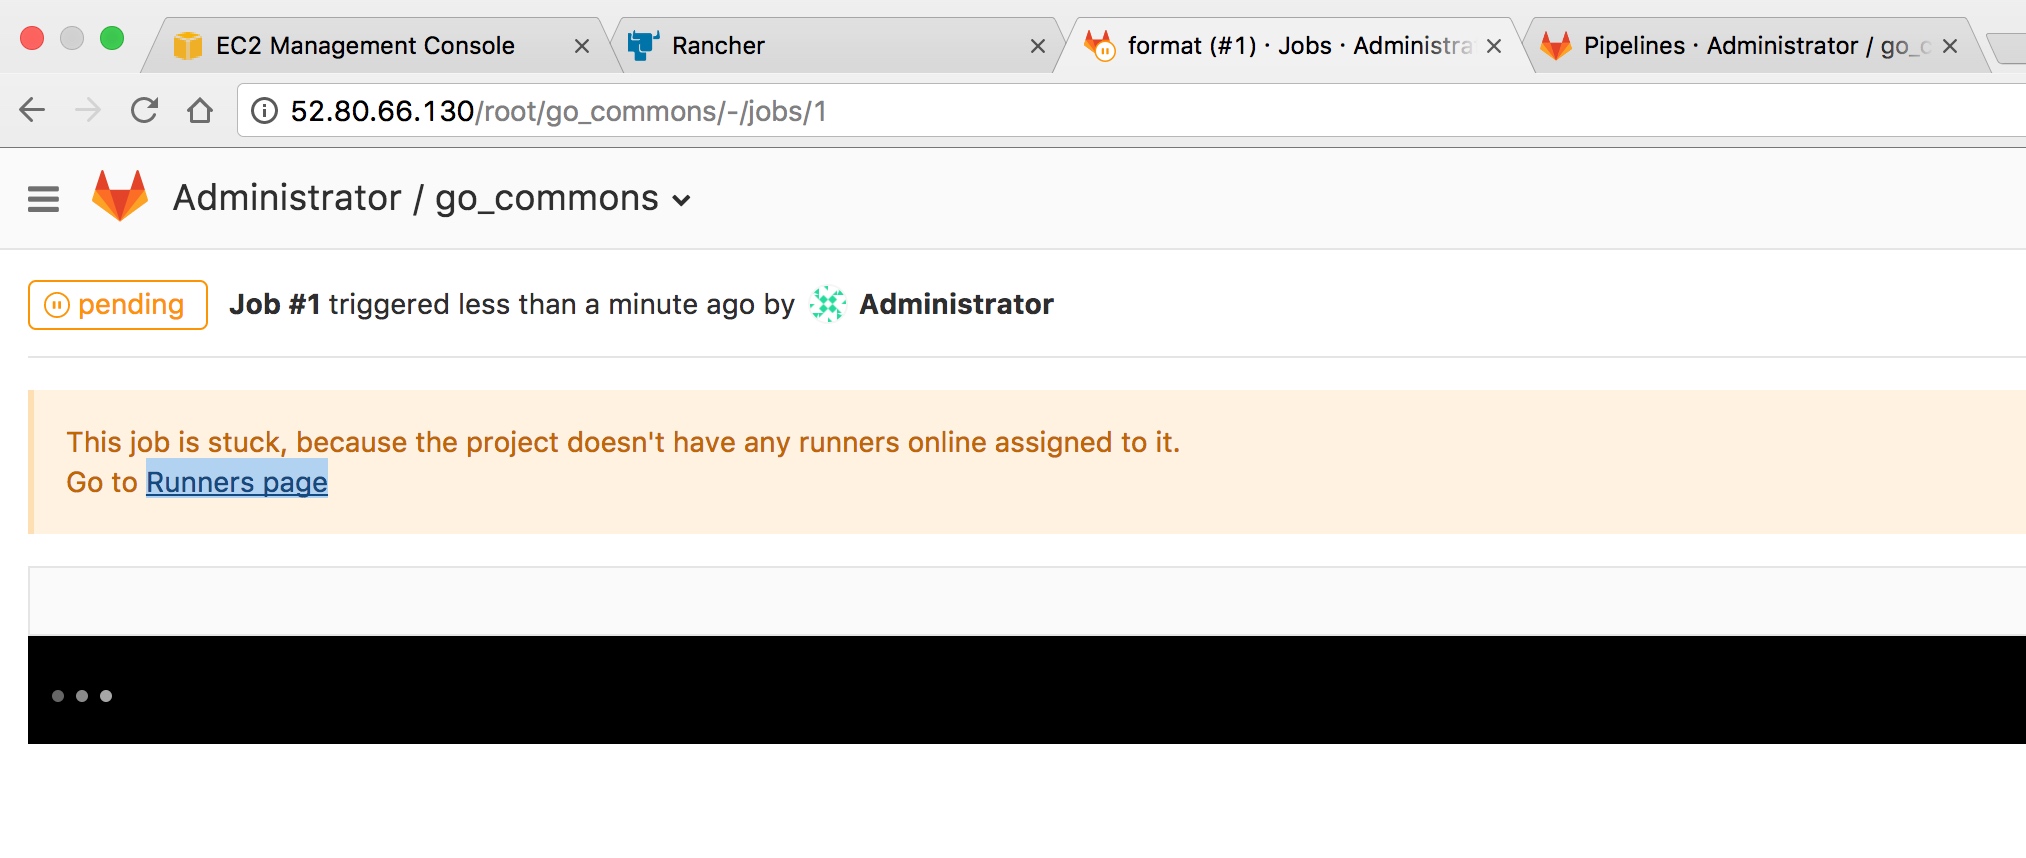 EC2 Management Console
Rancher
format (#1) · Jobs · Administra
Pipelines · Administrator / go_c
52.80.66.130/root/go_commons/-/jobs/1
Administrator / go_commons
pending
Job #1 triggered less than a minute ago by Administrator
This job is stuck, because the project doesn't have any runners online assigned to it.
Go to Runners page